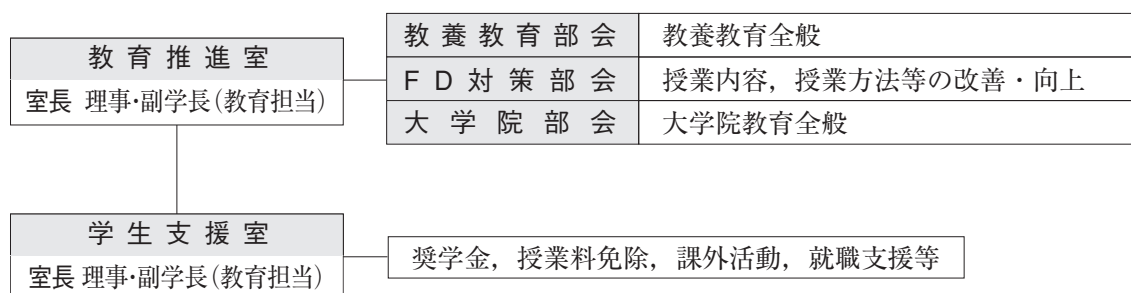 教育推進室
室長 理事・副学長(教育担当)
教養教育部会 教養教育全般
FD対策部会 授業内容，授業方法等の改善・向上
大学院部会 大学院教育全般
学生支援室
室長 理事・副学長(教育担当)
奨学金，授業料免除，課外活動，就職支援等